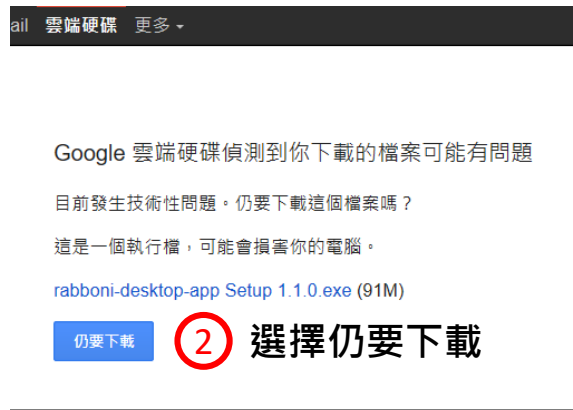 ail 雲端硬碟 更多
Google 雲端硬碟偵測到你下載的檔案可能有問題
目前發生技術性問題。仍要下載這個檔案嗎？
這是一個執行檔，可能會損害你的電腦。
rabboni-desktop-app Setup 1.1.0.exe (91M)
仍要下載 2 選擇仍要下載